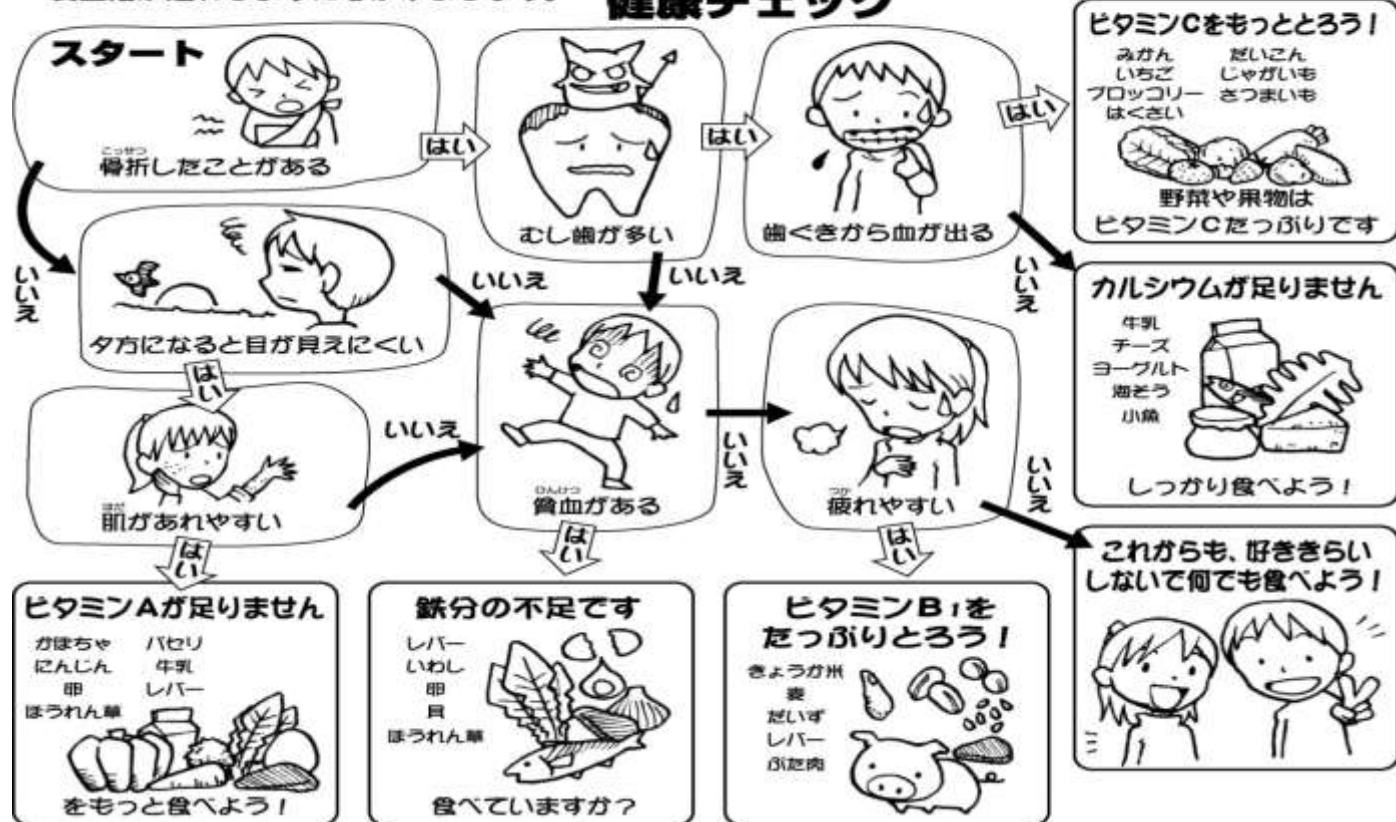 健康チェック
スタート
こっせつ
骨折したことがある
はい
いいえ
むし歯が多い
はい
いいえ
歯ぐきから血が出る
はい
いいえ
ビタミンCをもっととろう！
みかん だいこん
いちご じゃがいも
ブロッコリー さつまいも
はくさい
野菜や果物は
ビタミンCたっぷりです
夕方になると目が見えにくい
はい
いいえ
カルシウムが足りません
牛乳
チーズ
ヨーグルト
海そう
小魚
しっかり食べよう！
はだ
肌があれやすい
はい
いいえ
ひんけつ
貧血がある
はい
いいえ
つか
疲れやすい
はい
いいえ
これからも、好ききらい
しないで何でも食べよう！
ビタミンAが足りません
かぼちゃ パセリ
にんじん 牛乳
卵 レバー
ほうれん草
をもっと食べよう！
鉄分の不足です
レバー
いわし
卵
貝
ほうれん草
食べていますか？
ビタミンB1を
たっぷりとろう！
きょうか米
麦
だいず
レバー
ぶた肉